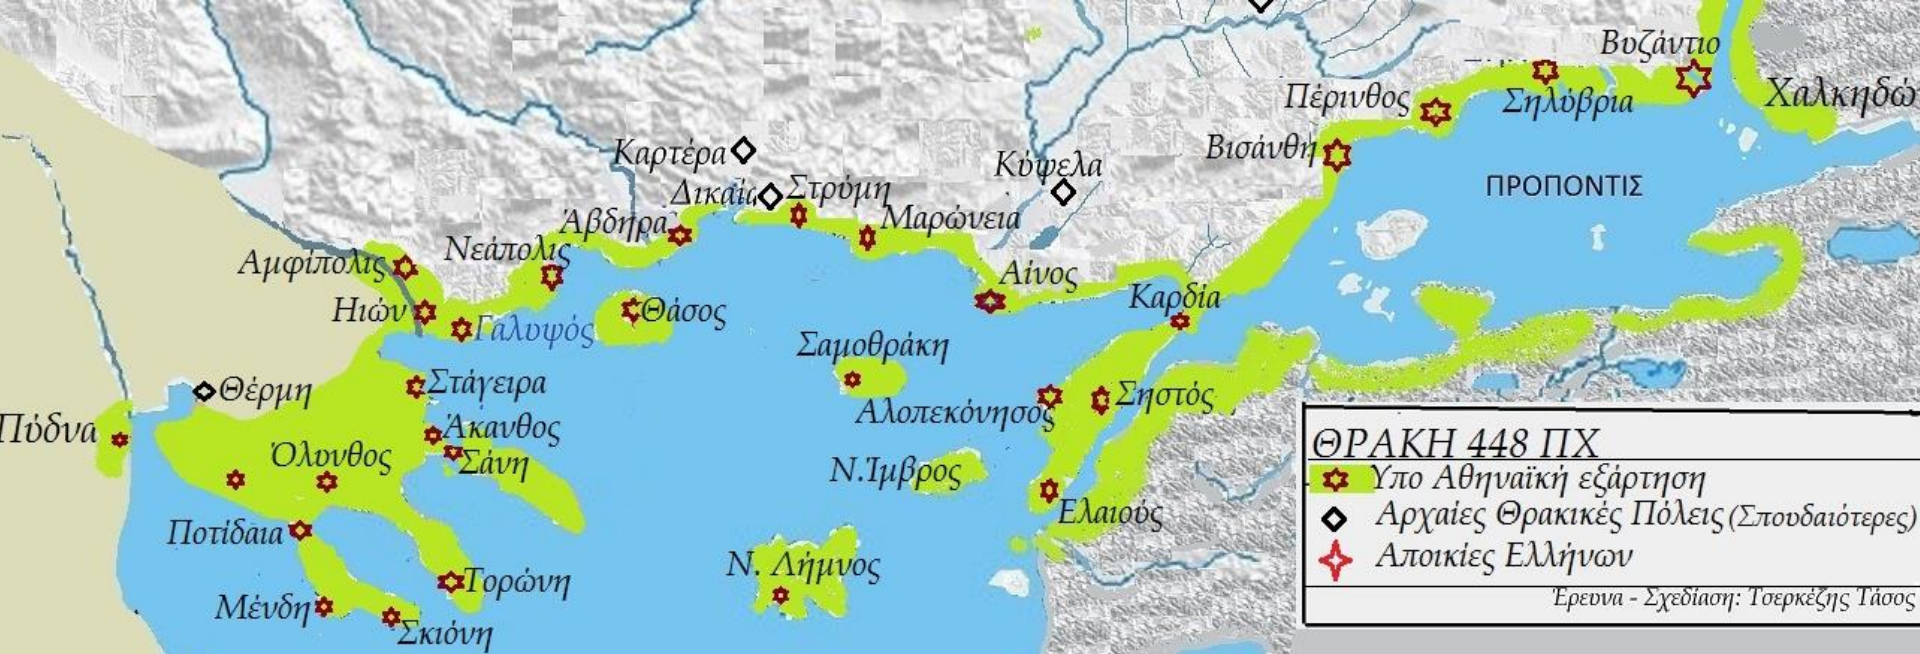 Βυζάντιο
Χαλκηδώ
Πέρινθος
Σηλύβρια
Βισάνθη
Καρτέρα
Κύψελα
Δικαία
Στρύμη
ΠΡΟΠΟΝΤΙΣ
Άβδηρα
Μαρώνεια
Νεάπολις
Αμφίπολις
Αίνος
Ηιών
Γαληψός
Θάσος
Καρδία
Σαμοθράκη
Θέρμη
Στάγειρα
Αλοπεκόνησος
Σηστός
Πύδνα
Άκανθος
Όλυνθος
Σάνη
Ν.Ίμβρος
Ελαιούς
Ποτίδαια
Ν. Λήμνος
Τορώνη
Μένδη
Σκιόνη
ΘΡΑΚΗ 448 ΠΧ
Υπο Αθηναϊκή εξάρτηση
Αρχαίες Θρακικές Πόλεις (Σπουδαιότερες)
Αποικίες Ελλήνων
Έρευνα - Σχεδίαση: Τσερκέζης Τάσος